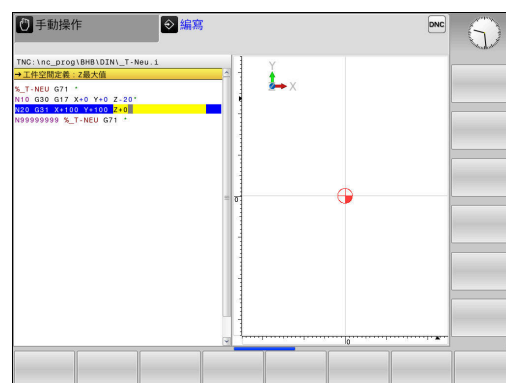 手動操作
編寫
DNC
TNC:\nc_prog\BHB\DIN\_T-Neu.i
→工件空間定義：Z最大值
%_T-NEU G71 *
N10 G30 G17 X+0 Y+0 Z-20*
N20 G31 X+100 Y+100 Z+0
N99999999 %_T-NEU G71 *
Y
X
0
0